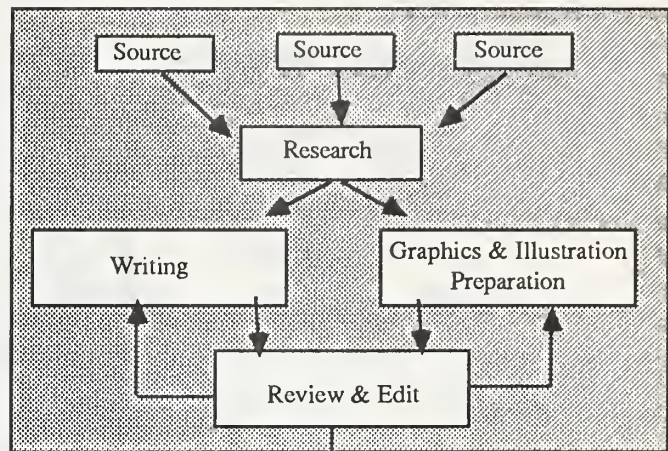 Source
Source
Source
Research
Writing
Graphics & Illustration
Preparation
Review & Edit